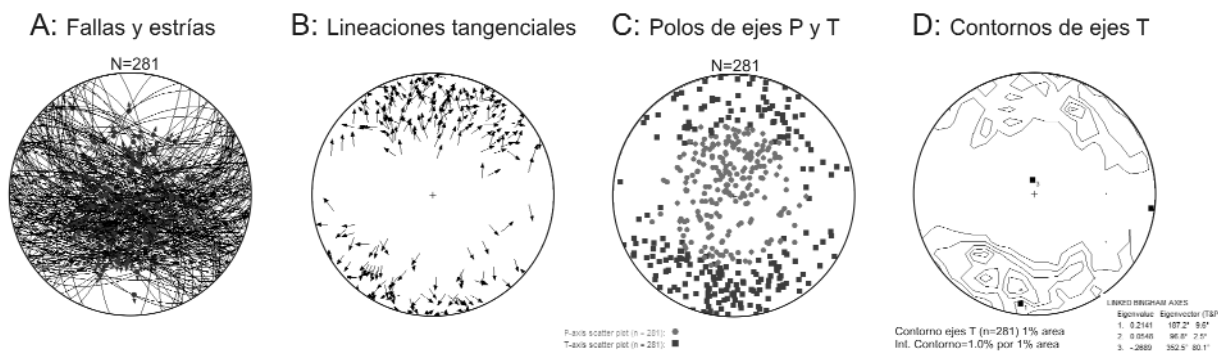 A: Fallas y estrías
B: Lineaciones tangenciales
C: Polos de ejes P y T
D: Contornos de ejes T
N=281
N=281
P-axis scatter plot (n = 281):
T-axis scatter plot (n = 281):
Contorno ejes T (n=281) 1% area
Int. Contorno=1.0% por 1% area
LINKED BINGHAM AXES
Eigenvalue Eigenvector (T&P
1. 0.2141 187.2° 9.6°
2. 0.0548 96.8° 2.5°
3. -.2689 352.5° 80.1°